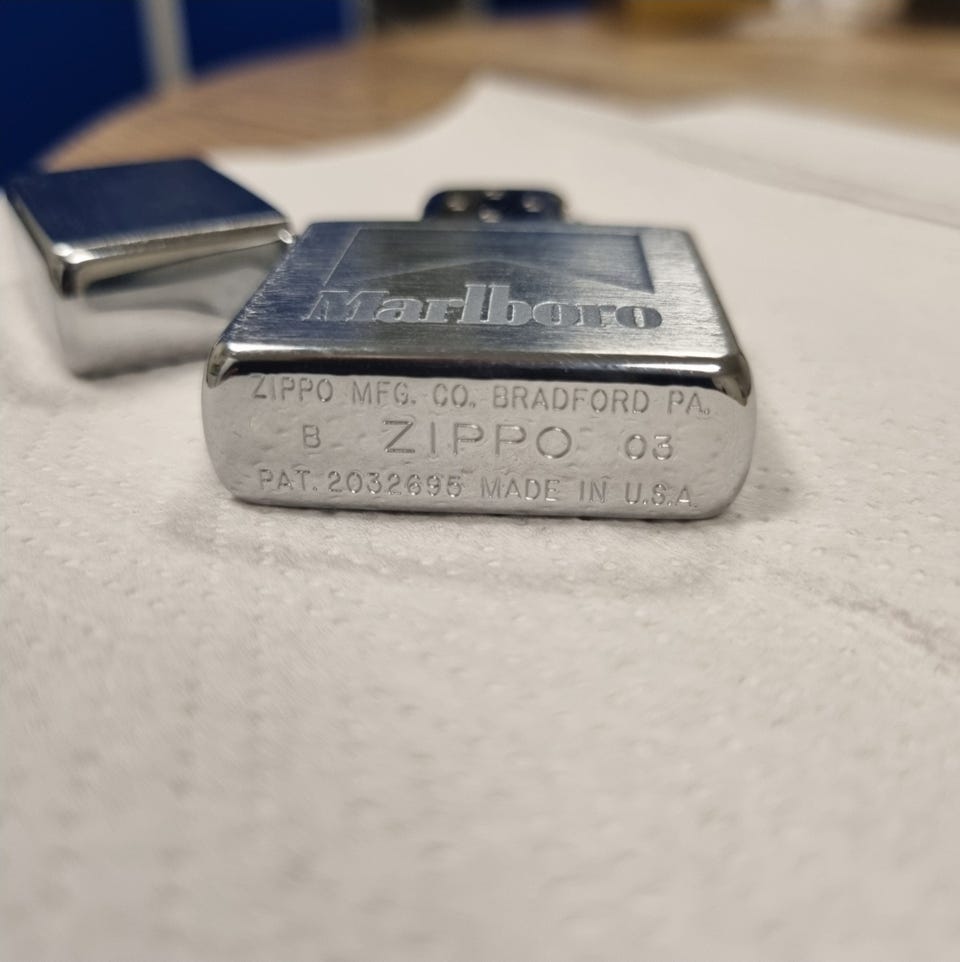 Marlboro
ZIPPO MFG. CO. BRADFORD PA.
B ZIPPO 03
PAT. 2032695 MADE IN U.S.A.